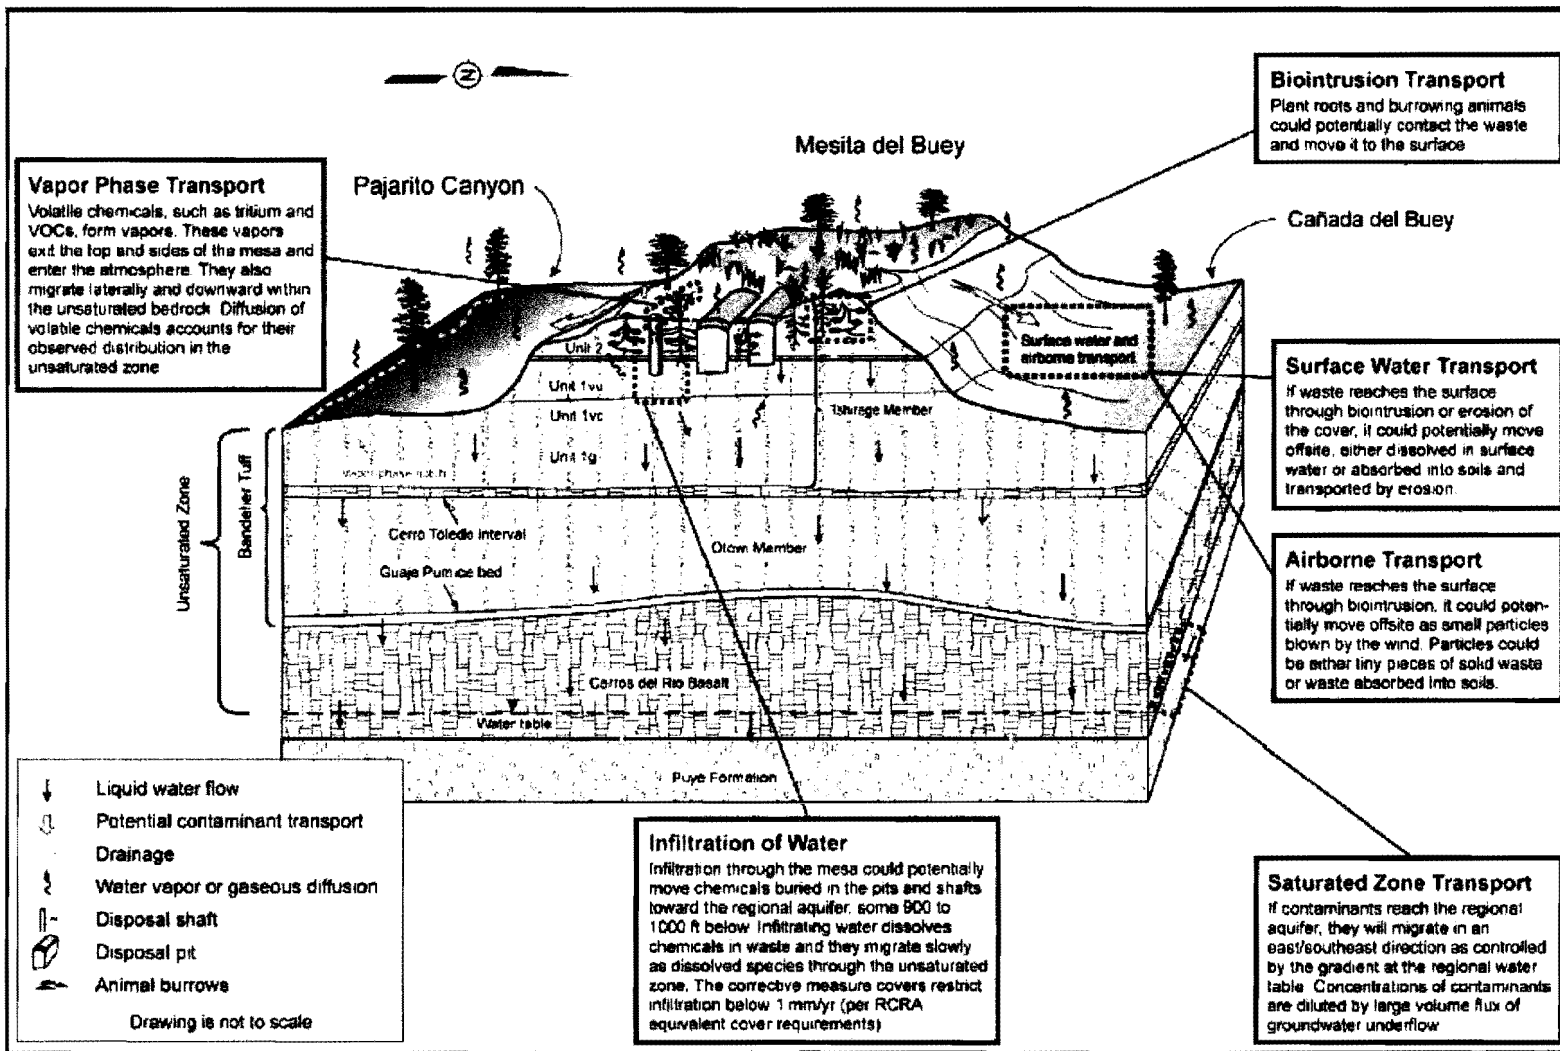 N
Biointrusion Transport
Plant roots and burrowing animals
could potentially contact the waste
and move it to the surface
Mesita del Buey
Vapor Phase Transport
Volatile chemicals, such as tritium and
VOCs, form vapors. These vapors
exit the top and sides of the mesa and
enter the atmosphere. They also
migrate laterally and downward within
the unsaturated bedrock. Diffusion of
volatile chemicals accounts for their
observed distribution in the
unsaturated zone
Pajarito Canyon
Cañada del Buey
Surface water and
airborne transport
Unit 2
Unit 1vu
Unit 1vc
Unit 1g
Tshirage Member
Vapor-phase notch
Surface Water Transport
If waste reaches the surface
through biointrusion or erosion of
the cover, it could potentially move
offsite, either dissolved in surface
water or absorbed into soils and
transported by erosion.
Unsaturated Zone
Bandelier Tuff
Cerro Toledo Interval
Otowi Member
Guaje Pumice bed
Airborne Transport
If waste reaches the surface
through biointrusion, it could poten-
tially move offsite as small particles
blown by the wind. Particles could
be either tiny pieces of solid waste
or waste absorbed into soils.
Cerros del Rio Basalt
Water table
Puye Formation
Liquid water flow
Potential contaminant transport
Drainage
Water vapor or gaseous diffusion
Disposal shaft
Disposal pit
Animal burrows
Drawing is not to scale
Infiltration of Water
Infiltration through the mesa could potentially
move chemicals buried in the pits and shafts
toward the regional aquifer, some 900 to
1000 ft below. Infiltrating water dissolves
chemicals in waste and they migrate slowly
as dissolved species through the unsaturated
zone. The corrective measure covers restrict
infiltration below 1 mm/yr (per RCRA
equivalent cover requirements)
Saturated Zone Transport
If contaminants reach the regional
aquifer, they will migrate in an
east/southeast direction as controlled
by the gradient at the regional water
table. Concentrations of contaminants
are diluted by large volume flux of
groundwater underflow